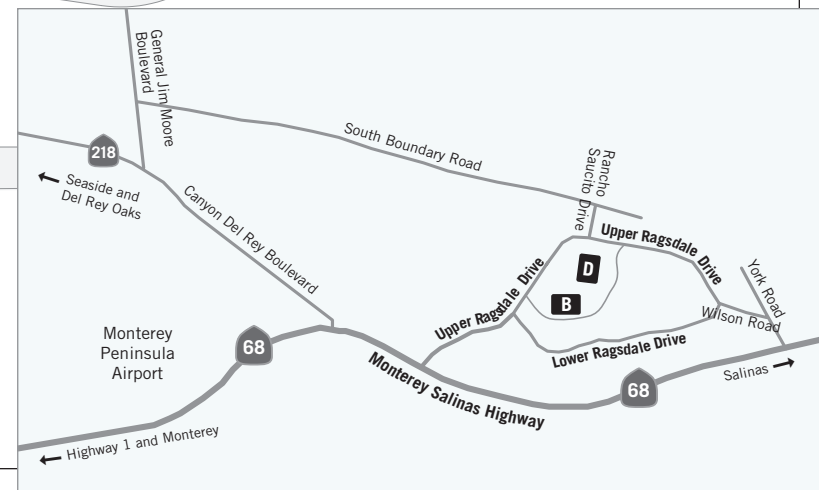 General Jim Moore
Boulevard
South Boundary Road
218
Seaside and
Del Rey Oaks
Canyon Del Rey Boulevard
Rancho
Saucito Drive
Upper Ragsdale Drive
D
B
Upper Ragsdale Drive
York Road
Wilson Road
Lower Ragsdale Drive
Monterey
Peninsula
Airport
68
Monterey Salinas Highway
68
Salinas
Highway 1 and Monterey